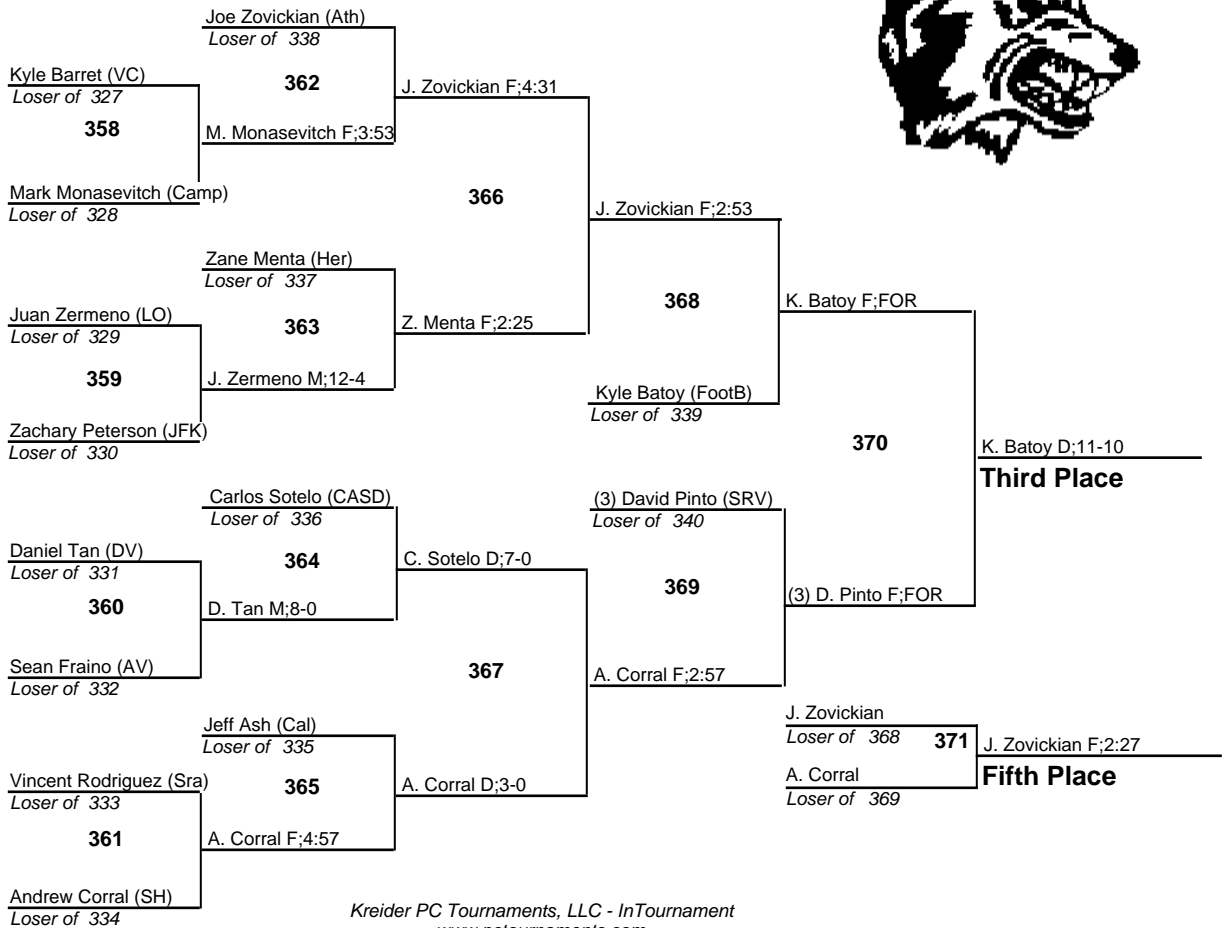 Joe Zovickian (Ath)
Loser of 338
Kyle Barret (VC)
Loser of 327
362
J. Zovickian F;4:31
358
M. Monasevitch F;3:53
Mark Monasevitch (Camp)
Loser of 328
366
J. Zovickian F;2:53
Zane Menta (Her)
Loser of 337
Juan Zermeno (LO)
Loser of 329
363
Z. Menta F;2:25
368
K. Batoy F;FOR
359
J. Zermeno M;12-4
Kyle Batoy (FootB)
Loser of 339
Zachary Peterson (JFK)
Loser of 330
370
K. Batoy D;11-10
Third Place
Carlos Sotelo (CASD)
Loser of 336
(3) David Pinto (SRV)
Loser of 340
Daniel Tan (DV)
Loser of 331
364
C. Sotelo D;7-0
369
(3) D. Pinto F;FOR
360
D. Tan M;8-0
Sean Fraino (AV)
Loser of 332
367
A. Corral F;2:57
Jeff Ash (Cal)
Loser of 335
J. Zovickian
Loser of 368
371
J. Zovickian F;2:27
Fifth Place
A. Corral
Loser of 369
Vincent Rodriguez (Sra)
Loser of 333
365
A. Corral D;3-0
361
A. Corral F;4:57
Andrew Corral (SH)
Loser of 334
Kreider PC Tournaments, LLC - InTournament
www.pctournaments.com